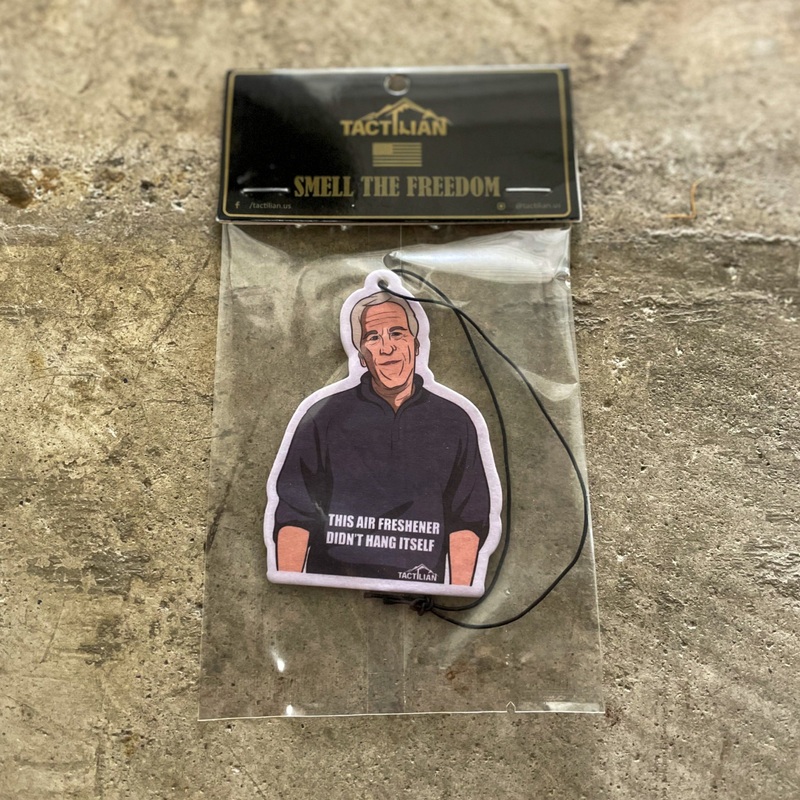 TACTILIAN
SMELL THE FREEDOM
f /tactilian.us
@tactilian.us
THIS AIR FRESHENER
DIDN'T HANG ITSELF
TACTILIAN